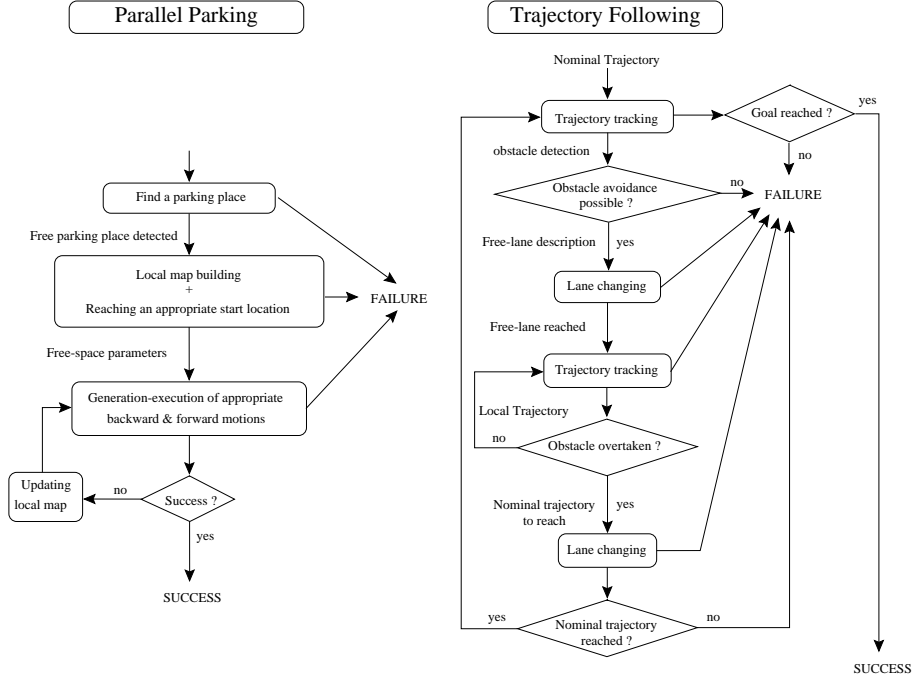 Parallel Parking
Find a parking place
Free parking place detected
Local map building
+
Reaching an appropriate start location
FAILURE
Free-space parameters
Generation-execution of appropriate
backward & forward motions
Updating
local map
no
Success ?
yes
SUCCESS
Trajectory Following
Nominal Trajectory
Trajectory tracking
Goal reached ?
yes
no
obstacle detection
Obstacle avoidance
possible ?
no
FAILURE
Free-lane description
yes
Lane changing
Free-lane reached
Trajectory tracking
Local Trajectory
no
Obstacle overtaken ?
Nominal trajectory
to reach
yes
Lane changing
yes
Nominal trajectory
reached ?
no
SUCCESS